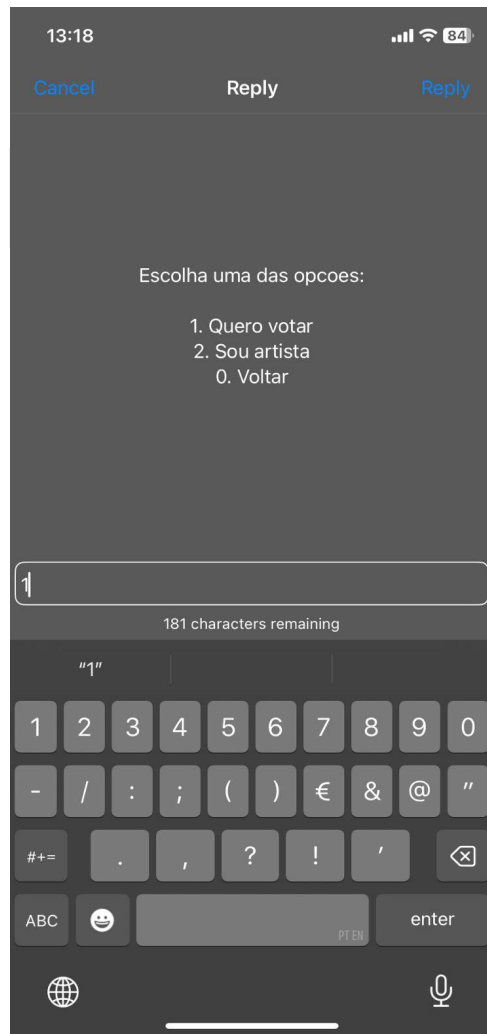 13:18
84
Cancel Reply Reply
Escolha uma das opcoes:
1. Quero votar
2. Sou artista
0. Voltar
1
181 characters remaining
“1”
1 2 3 4 5 6 7 8 9 0
- / : ; ( ) € & @ "
#+= . , ? ! '
ABC PT EN enter